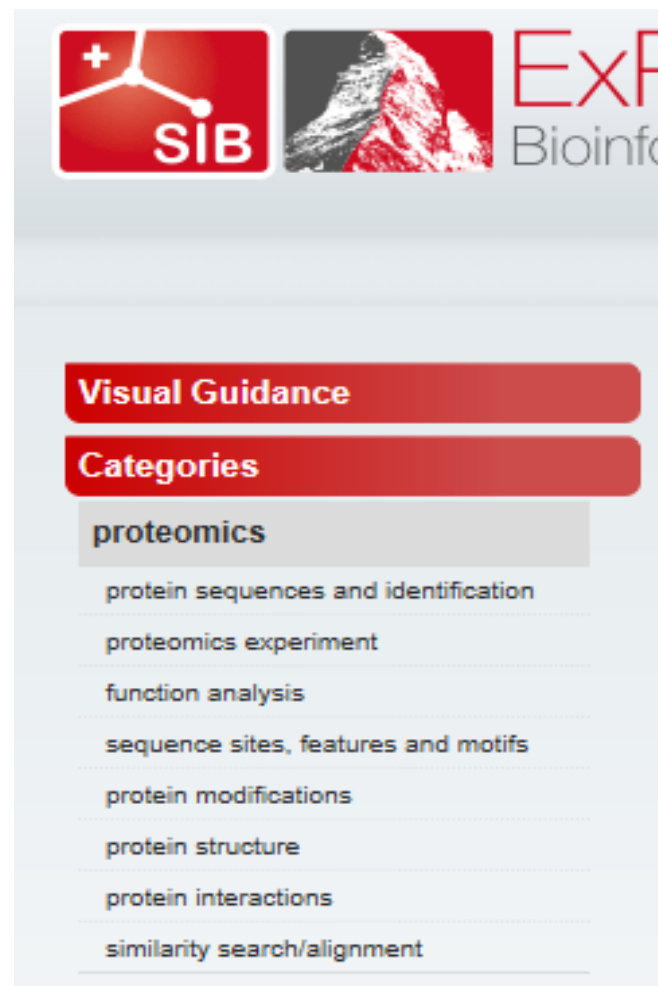 SIB
Visual Guidance
Categories
proteomics
protein sequences and identification
proteomics experiment
function analysis
sequence sites, features and motifs
protein modifications
protein structure
protein interactions
similarity search/alignment